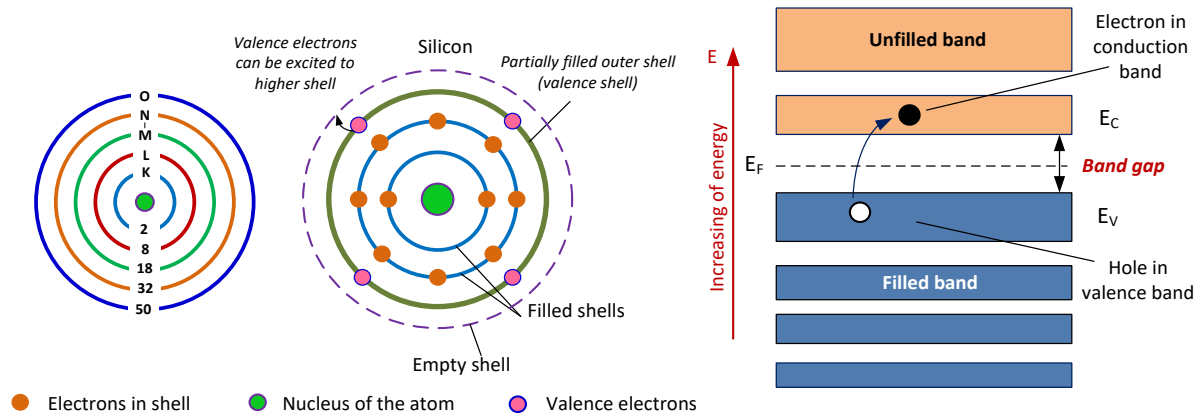 O
N
M
L
K
2
8
18
32
50
Valence electrons
can be excited to
higher shell
Silicon
Partially filled outer shell
(valence shell)
Filled shells
Empty shell
E
Increasing of energy
Unfilled band
Electron in
conduction
band
E_C
E_F
Band gap
E_V
Filled band
Hole in
valence band
Electrons in shell
Nucleus of the atom
Valence electrons